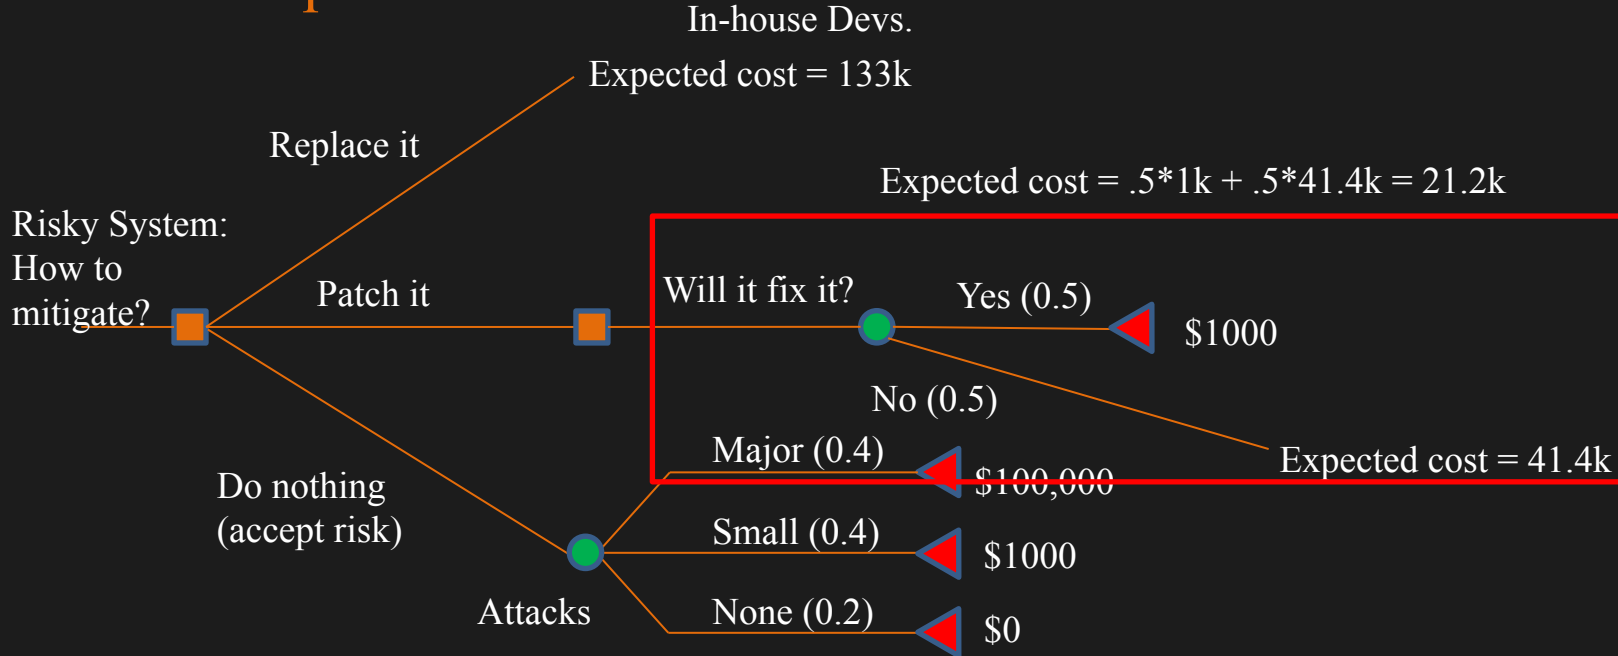 In-house Devs.
Expected cost = 133k
Replace it
Expected cost = .5*1k + .5*41.4k = 21.2k
Risky System:
How to
mitigate?
Patch it
Will it fix it?
Yes (0.5)
$1000
No (0.5)
Expected cost = 41.4k
Major (0.4)
$100,000
Do nothing
(accept risk)
Small (0.4)
$1000
Attacks
None (0.2)
$0